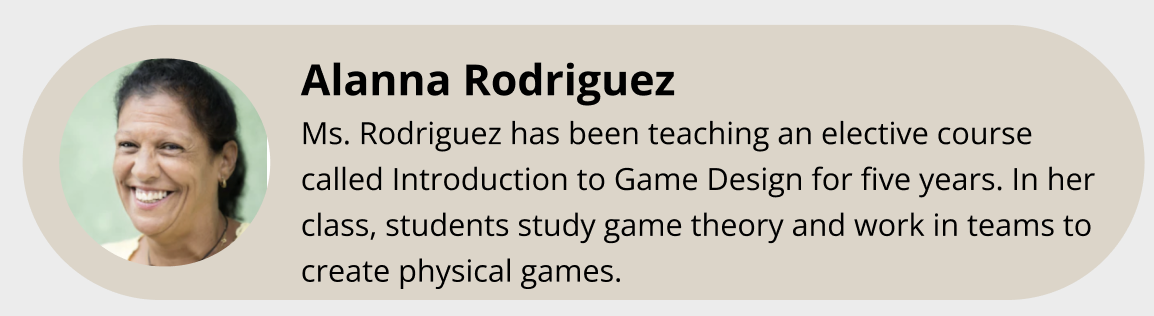 Alanna Rodriguez
Ms. Rodriguez has been teaching an elective course
called Introduction to Game Design for five years. In her
class, students study game theory and work in teams to
create physical games.